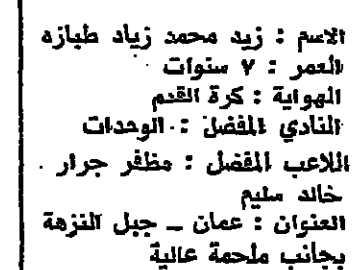 الاسم : زيد محمد زياد طبازه
العمر : ٧ سنوات
الهواية : كرة القدم
النادي المفضل : الوحدات
اللاعب المفضل : مظفر جرار
خالد سليم
العنوان : عمان ــ جبل النزهة
بجانب ملحمة عالية